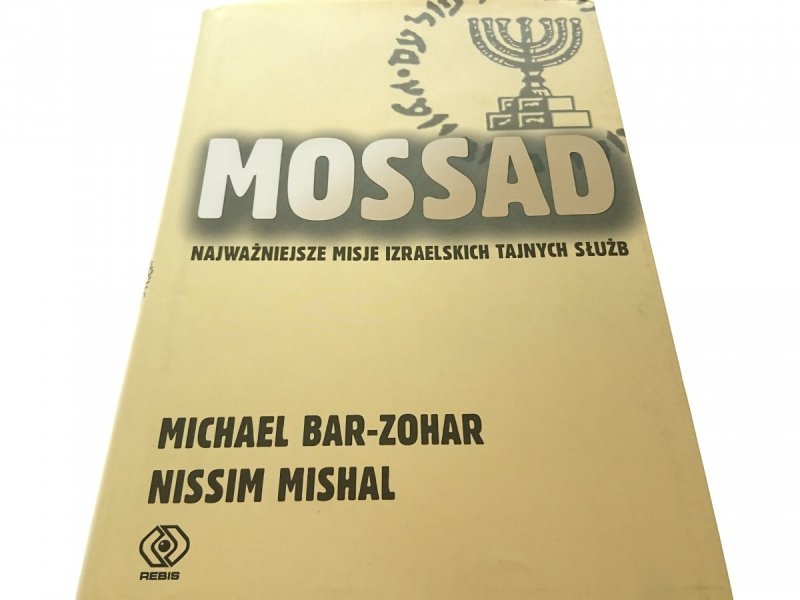 MOSSAD
NAJWAŻNIEJSZE MISJE IZRAELSKICH TAJNYCH SŁUŻB
MICHAEL BAR-ZOHAR
NISSIM MISHAL
REBIS